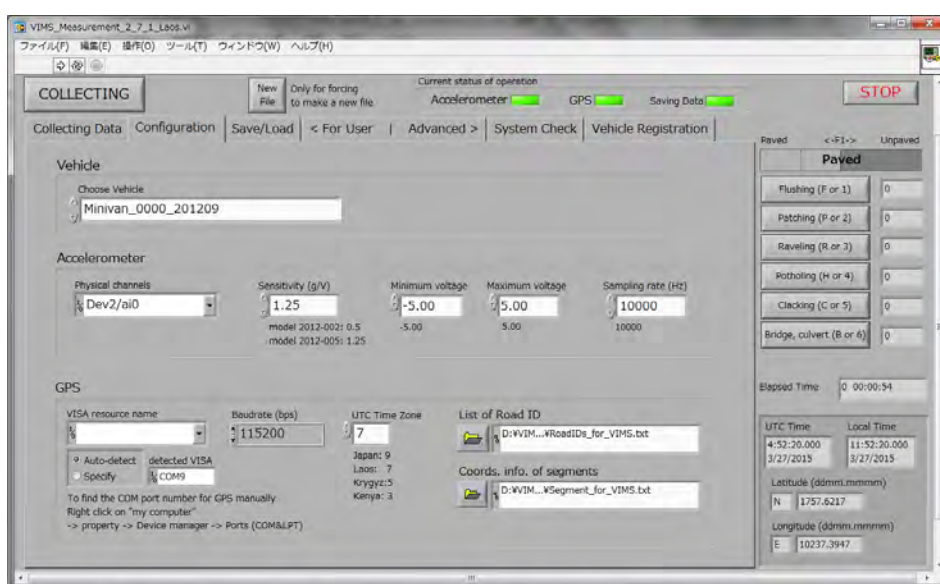 VIMS_Measurement_2_7_1_Laos.vi
ファイル(F) 編集(E) 操作(O) ツール(T) ウィンドウ(W) ヘルプ(H)
COLLECTING
New File
Only for forcing
to make a new file
Current status of operation
Accelerometer GPS Saving Data
STOP
Collecting Data Configuration Save/Load < For User | Advanced > System Check Vehicle Registration
Paved <-F1-> Unpaved
Paved
Vehicle
Choose Vehicle
Minivan_0000_201209
Flushing (F or 1) 0
Patching (P or 2) 0
Raveling (R or 3) 0
Potholing (H or 4) 0
Clacking (C or 5) 0
Bridge, culvert (B or 6) 0
Accelerometer
Physical channels Sensitivity (g/V) Minimum voltage Maximum voltage Sampling rate (Hz)
Dev2/ai0 1.25 -5.00 5.00 10000
model 2012-002: 0.5 -5.00 5.00 10000
model 2012-005: 1.25
Elapsed Time 0 00:00:54
GPS
VISA resource name Baudrate (bps) UTC Time Zone List of Road ID
115200 7 D:¥VIM...¥RoadIDs_for_VIMS.txt
Auto-detect detected VISA
Specify COM9
Japan: 9
Laos: 7
Krygyz:5
Kenya: 3
Coords. info. of segments
D:¥VIM...¥Segment_for_VIMS.txt
To find the COM port number for GPS manually
Right click on "my computer"
-> property -> Device manager -> Ports (COM&LPT)
UTC Time Local Time
4:52:20.000 11:52:20.000
3/27/2015 3/27/2015
Latitude (ddmm.mmmm)
N 1757.6217
Longitude (ddmm.mmmm)
E 10237.3947